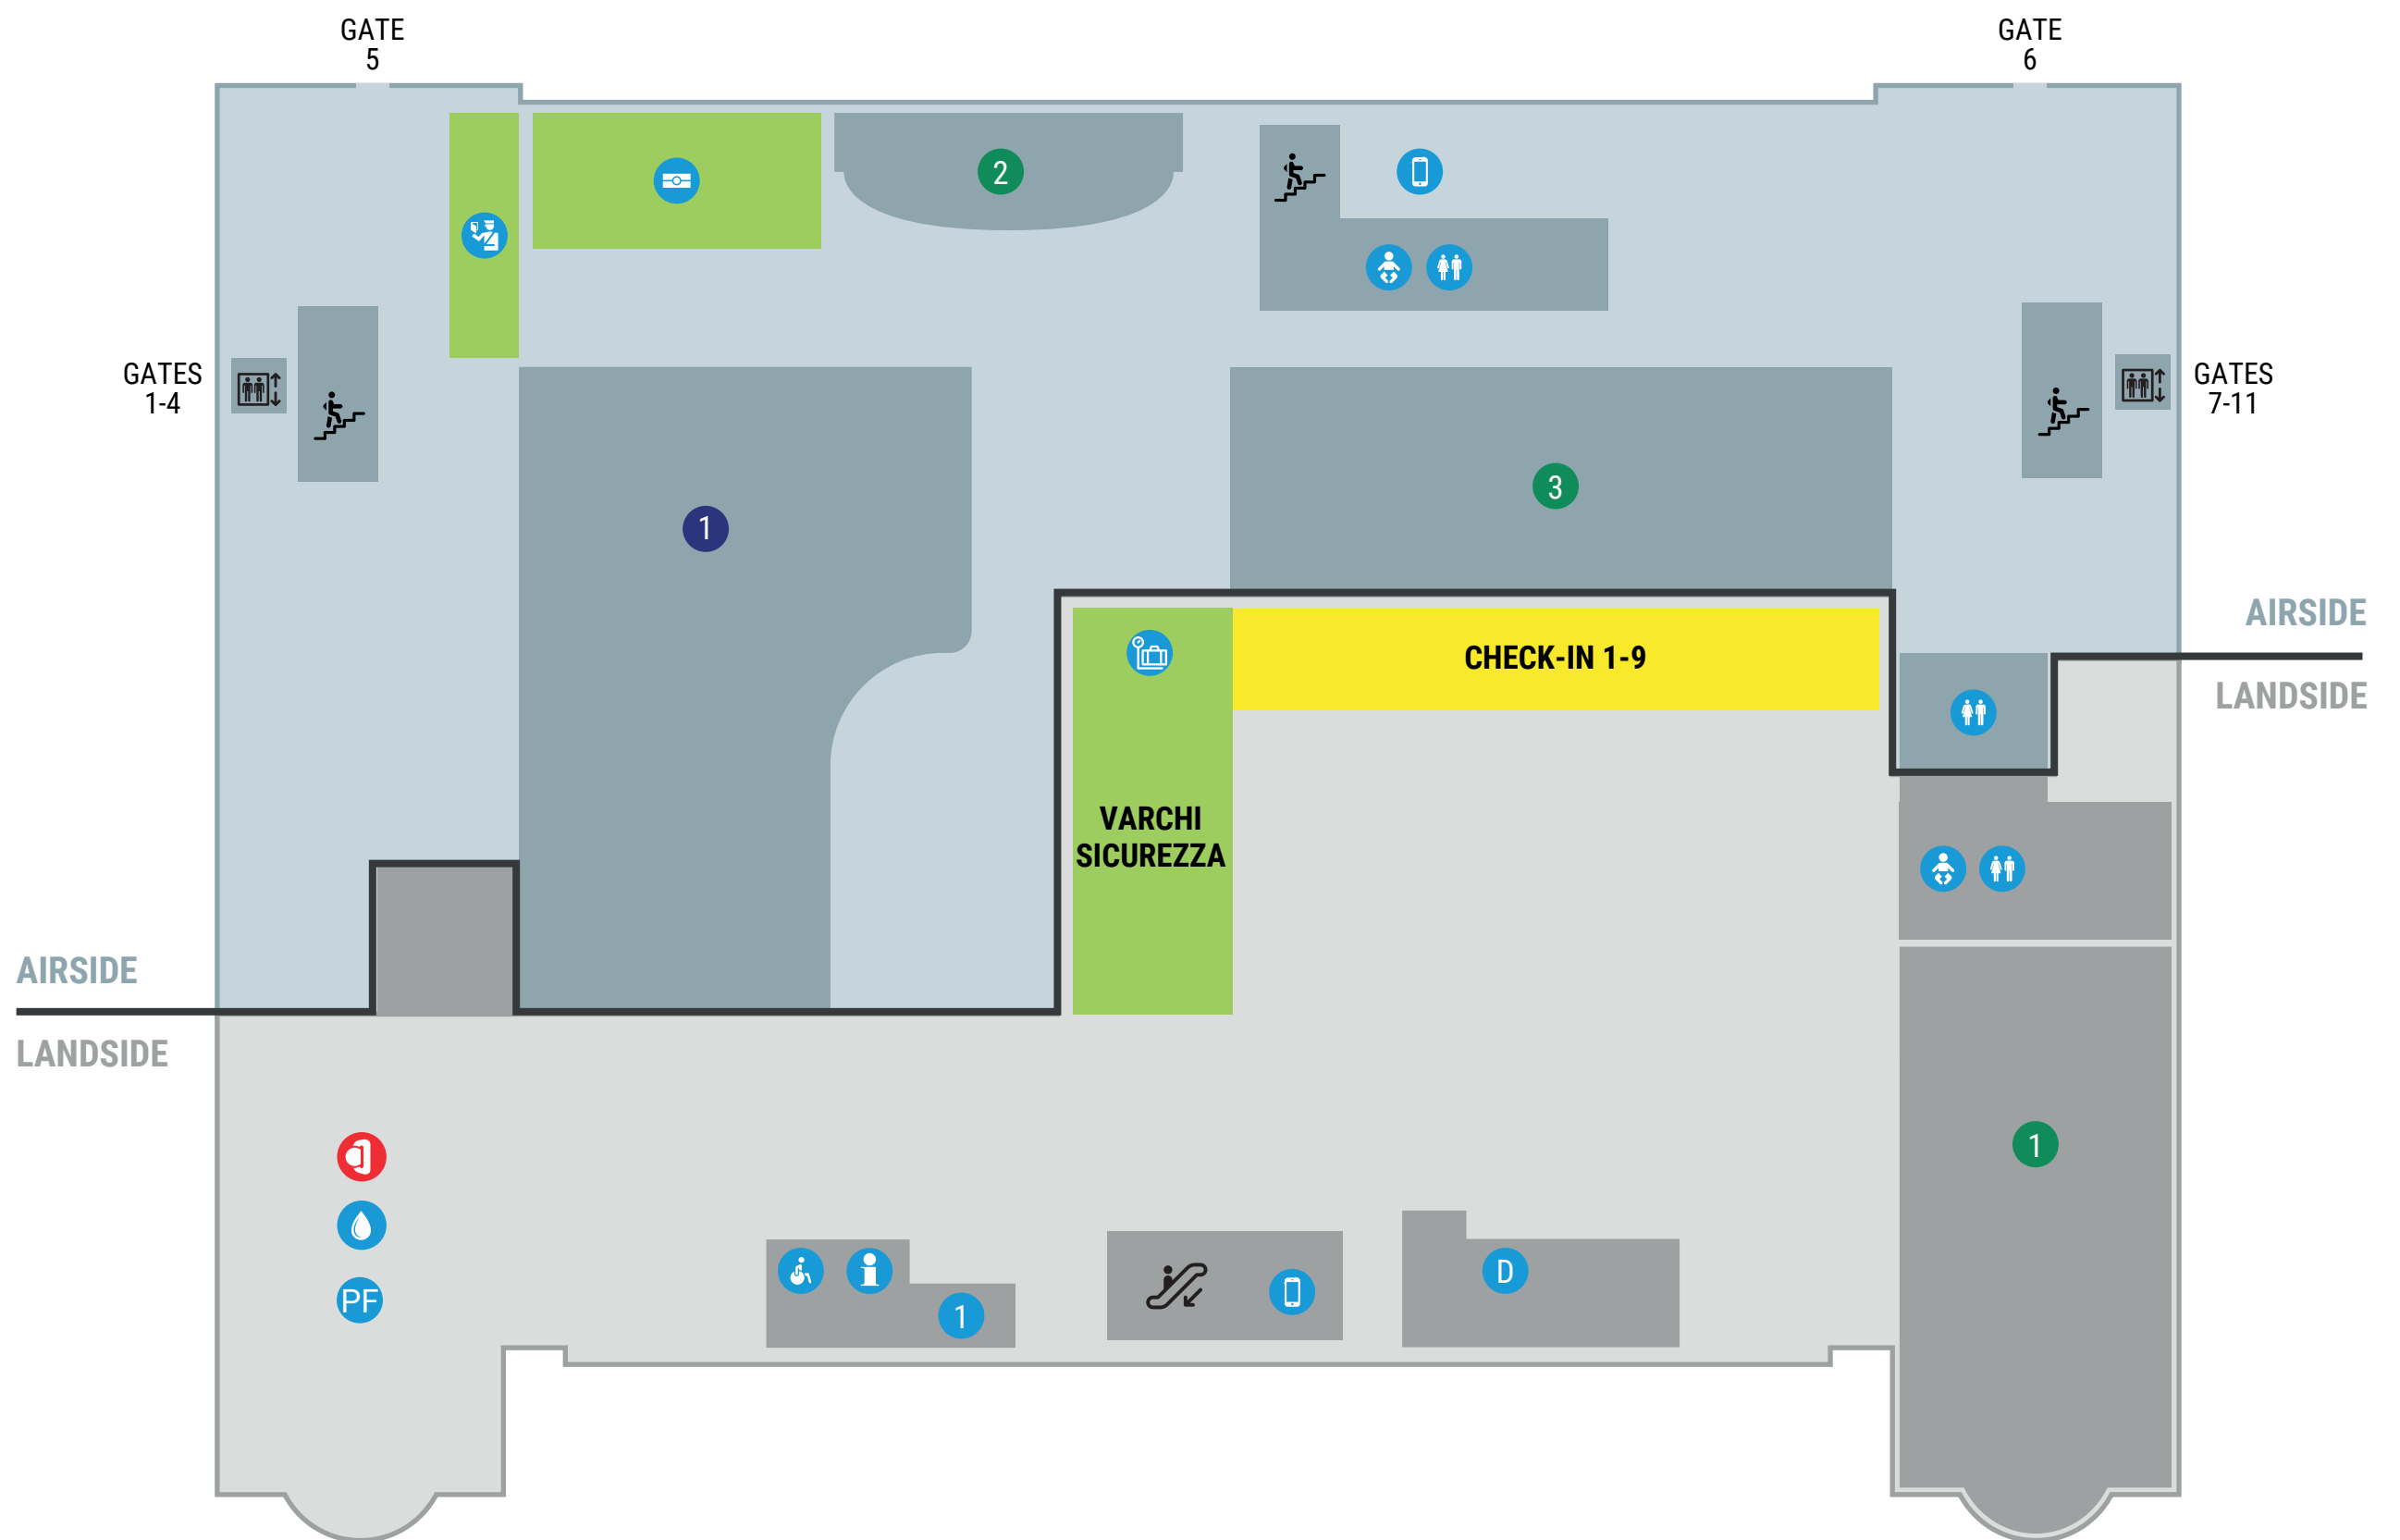 GATE
5
GATE
6
2
GATES
1-4
GATES
7-11
3
1
AIRSIDE
LANDSIDE
CHECK-IN 1-9
VARCHI
SICUREZZA
AIRSIDE
LANDSIDE
1
D
PF
1